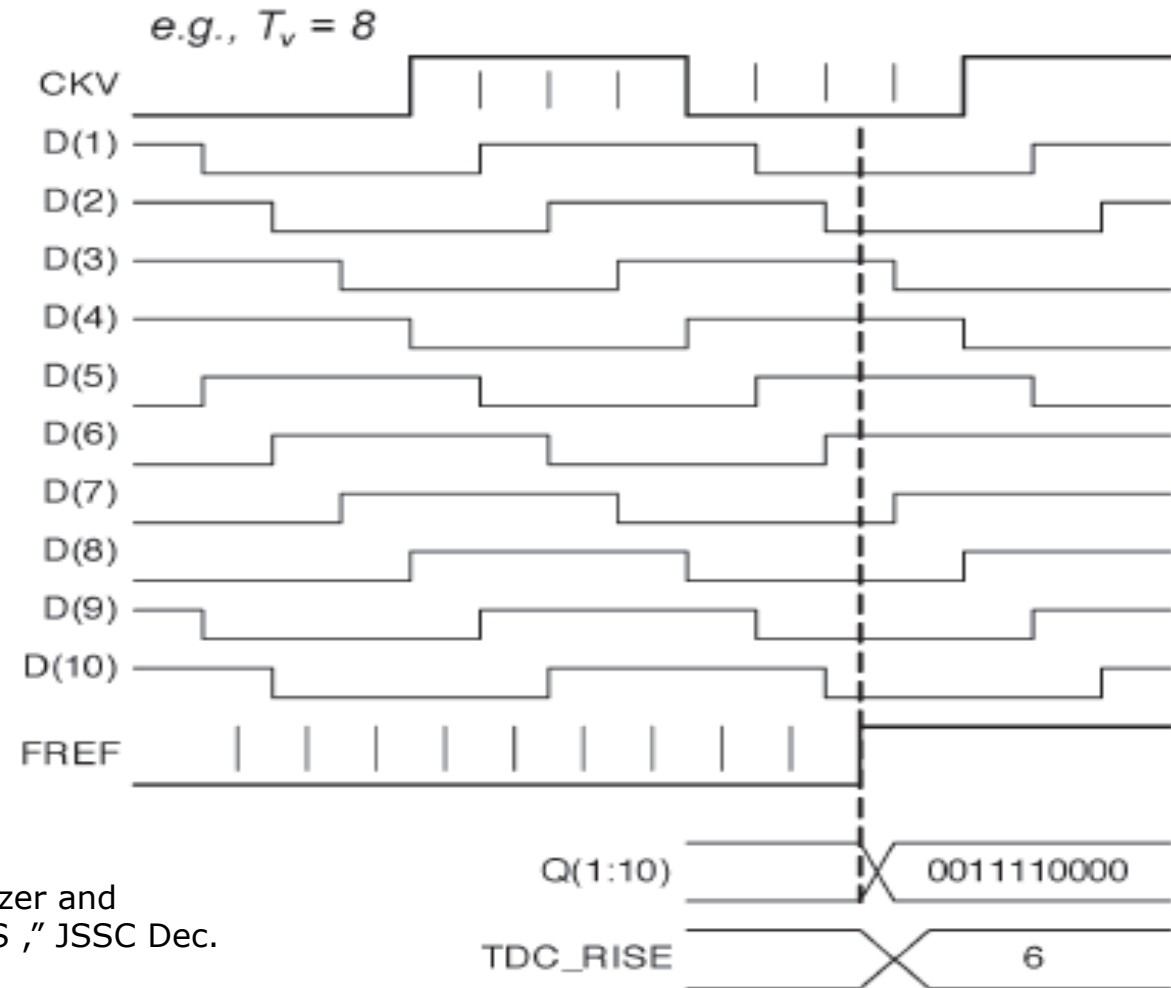 e.g., Tv = 8
CKV
D(1)
D(2)
D(3)
D(4)
D(5)
D(6)
D(7)
D(8)
D(9)
D(10)
FREF
Q(1:10) 0011110000
zer and
S ,” JSSC Dec.
TDC_RISE 6